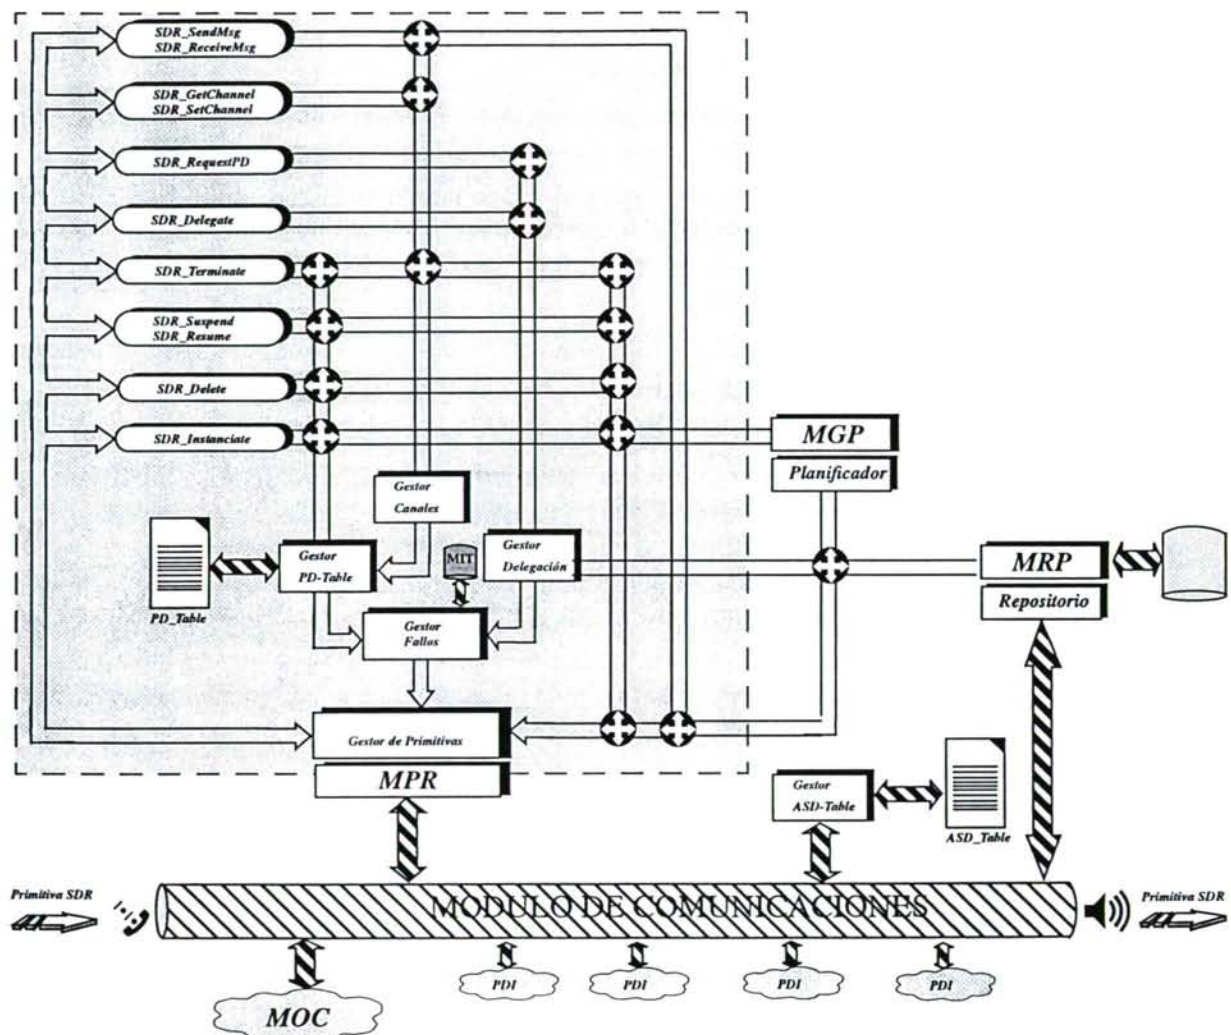 SDR_SendMsg
SDR_ReceiveMsg
SDR_GetChannel
SDR_SetChannel
SDR_RequestPD
SDR_Delegate
SDR_Terminate
SDR_Suspend
SDR_Resume
SDR_Delete
SDR_Instanciate
MGP
Planificador
Gestor
Canales
Gestor
PD-Table
MIT
Gestor
Delegación
MRP
Repositorio
PD_Table
Gestor
Fallos
Gestor de Primitivas
MPR
Gestor
ASD-Table
ASD_Table
Primitiva SDR
MODULO DE COMUNICACIONES
Primitiva SDR
PDI
PDI
PDI
PDI
MOC